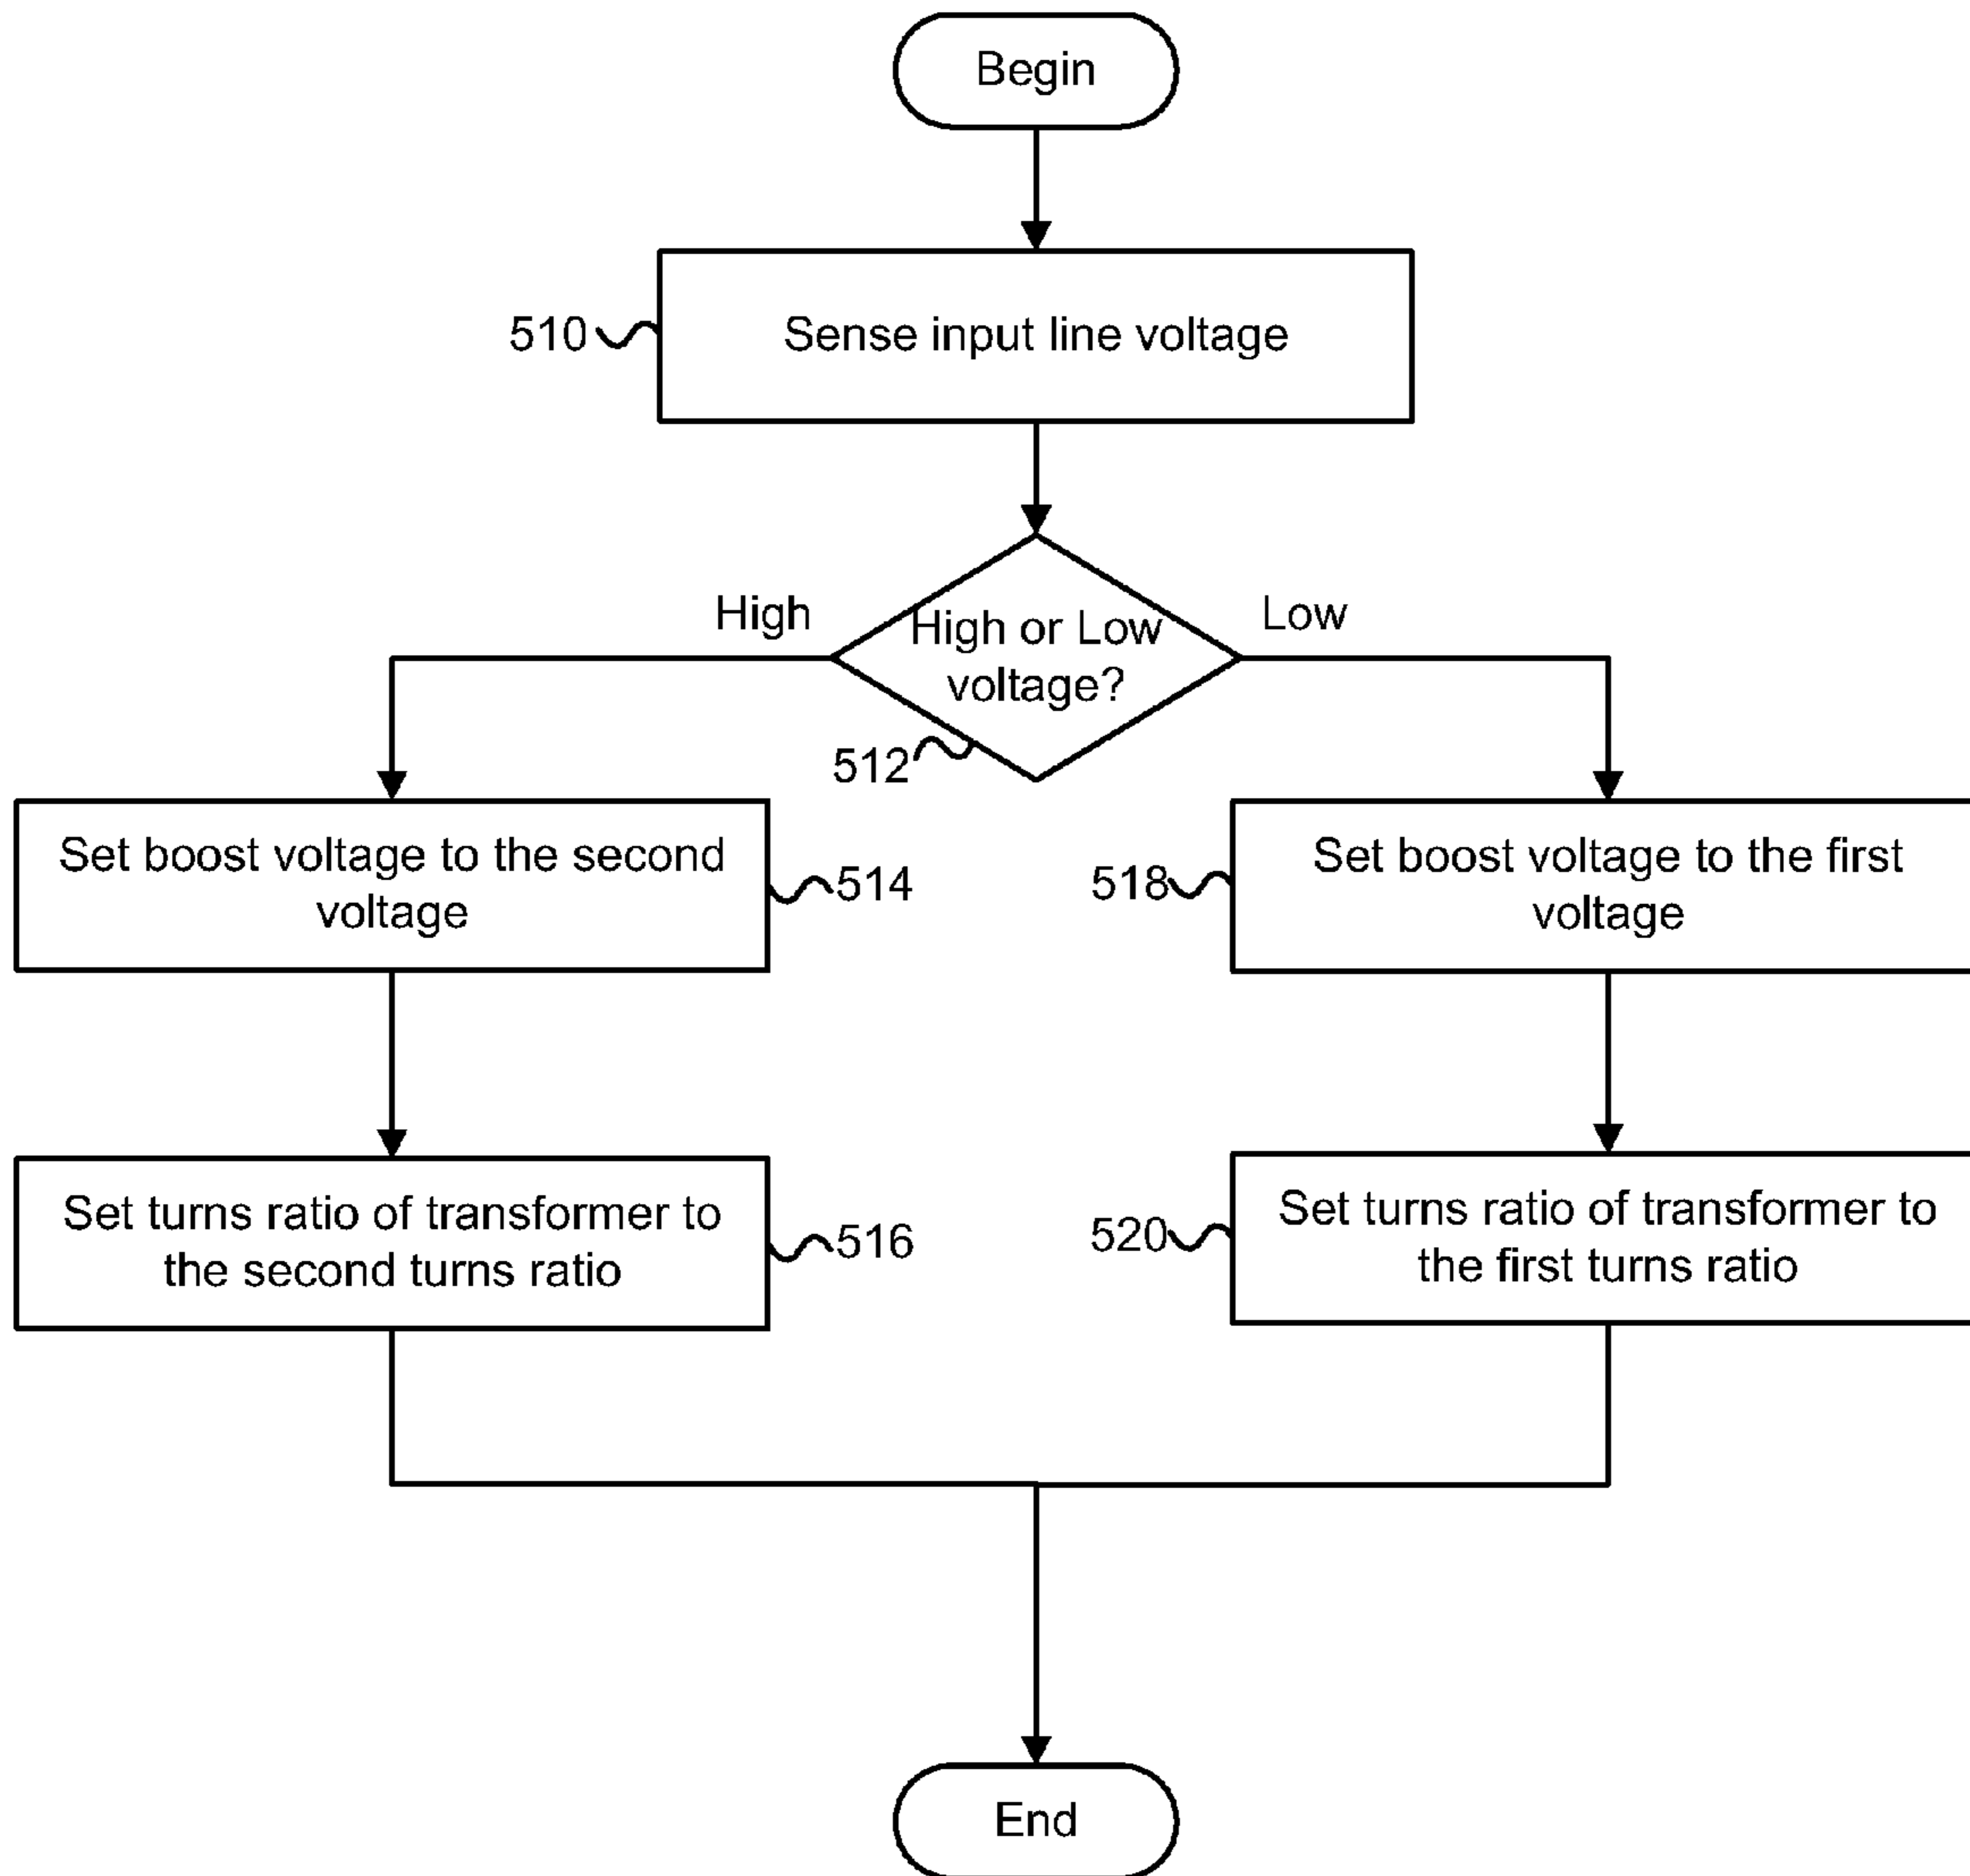 Begin
510
Sense input line voltage
High
High or Low
voltage?
Low
512
Set boost voltage to the second
voltage
514
518
Set boost voltage to the first
voltage
Set turns ratio of transformer to
the second turns ratio
516
520
Set turns ratio of transformer to
the first turns ratio
End